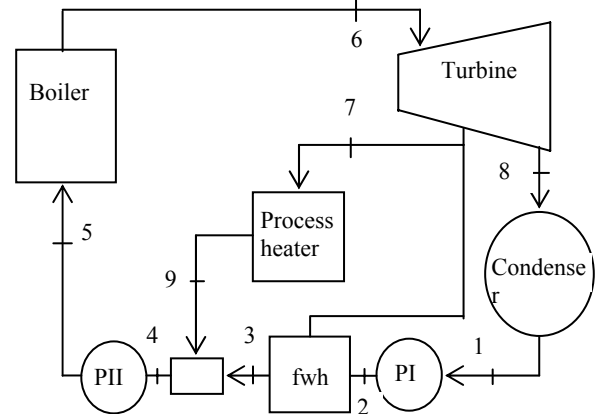 6
Turbine
Boiler
7
8
Process
heater
5
Condense
r
9
4
3
1
PII
fwh
PI
2